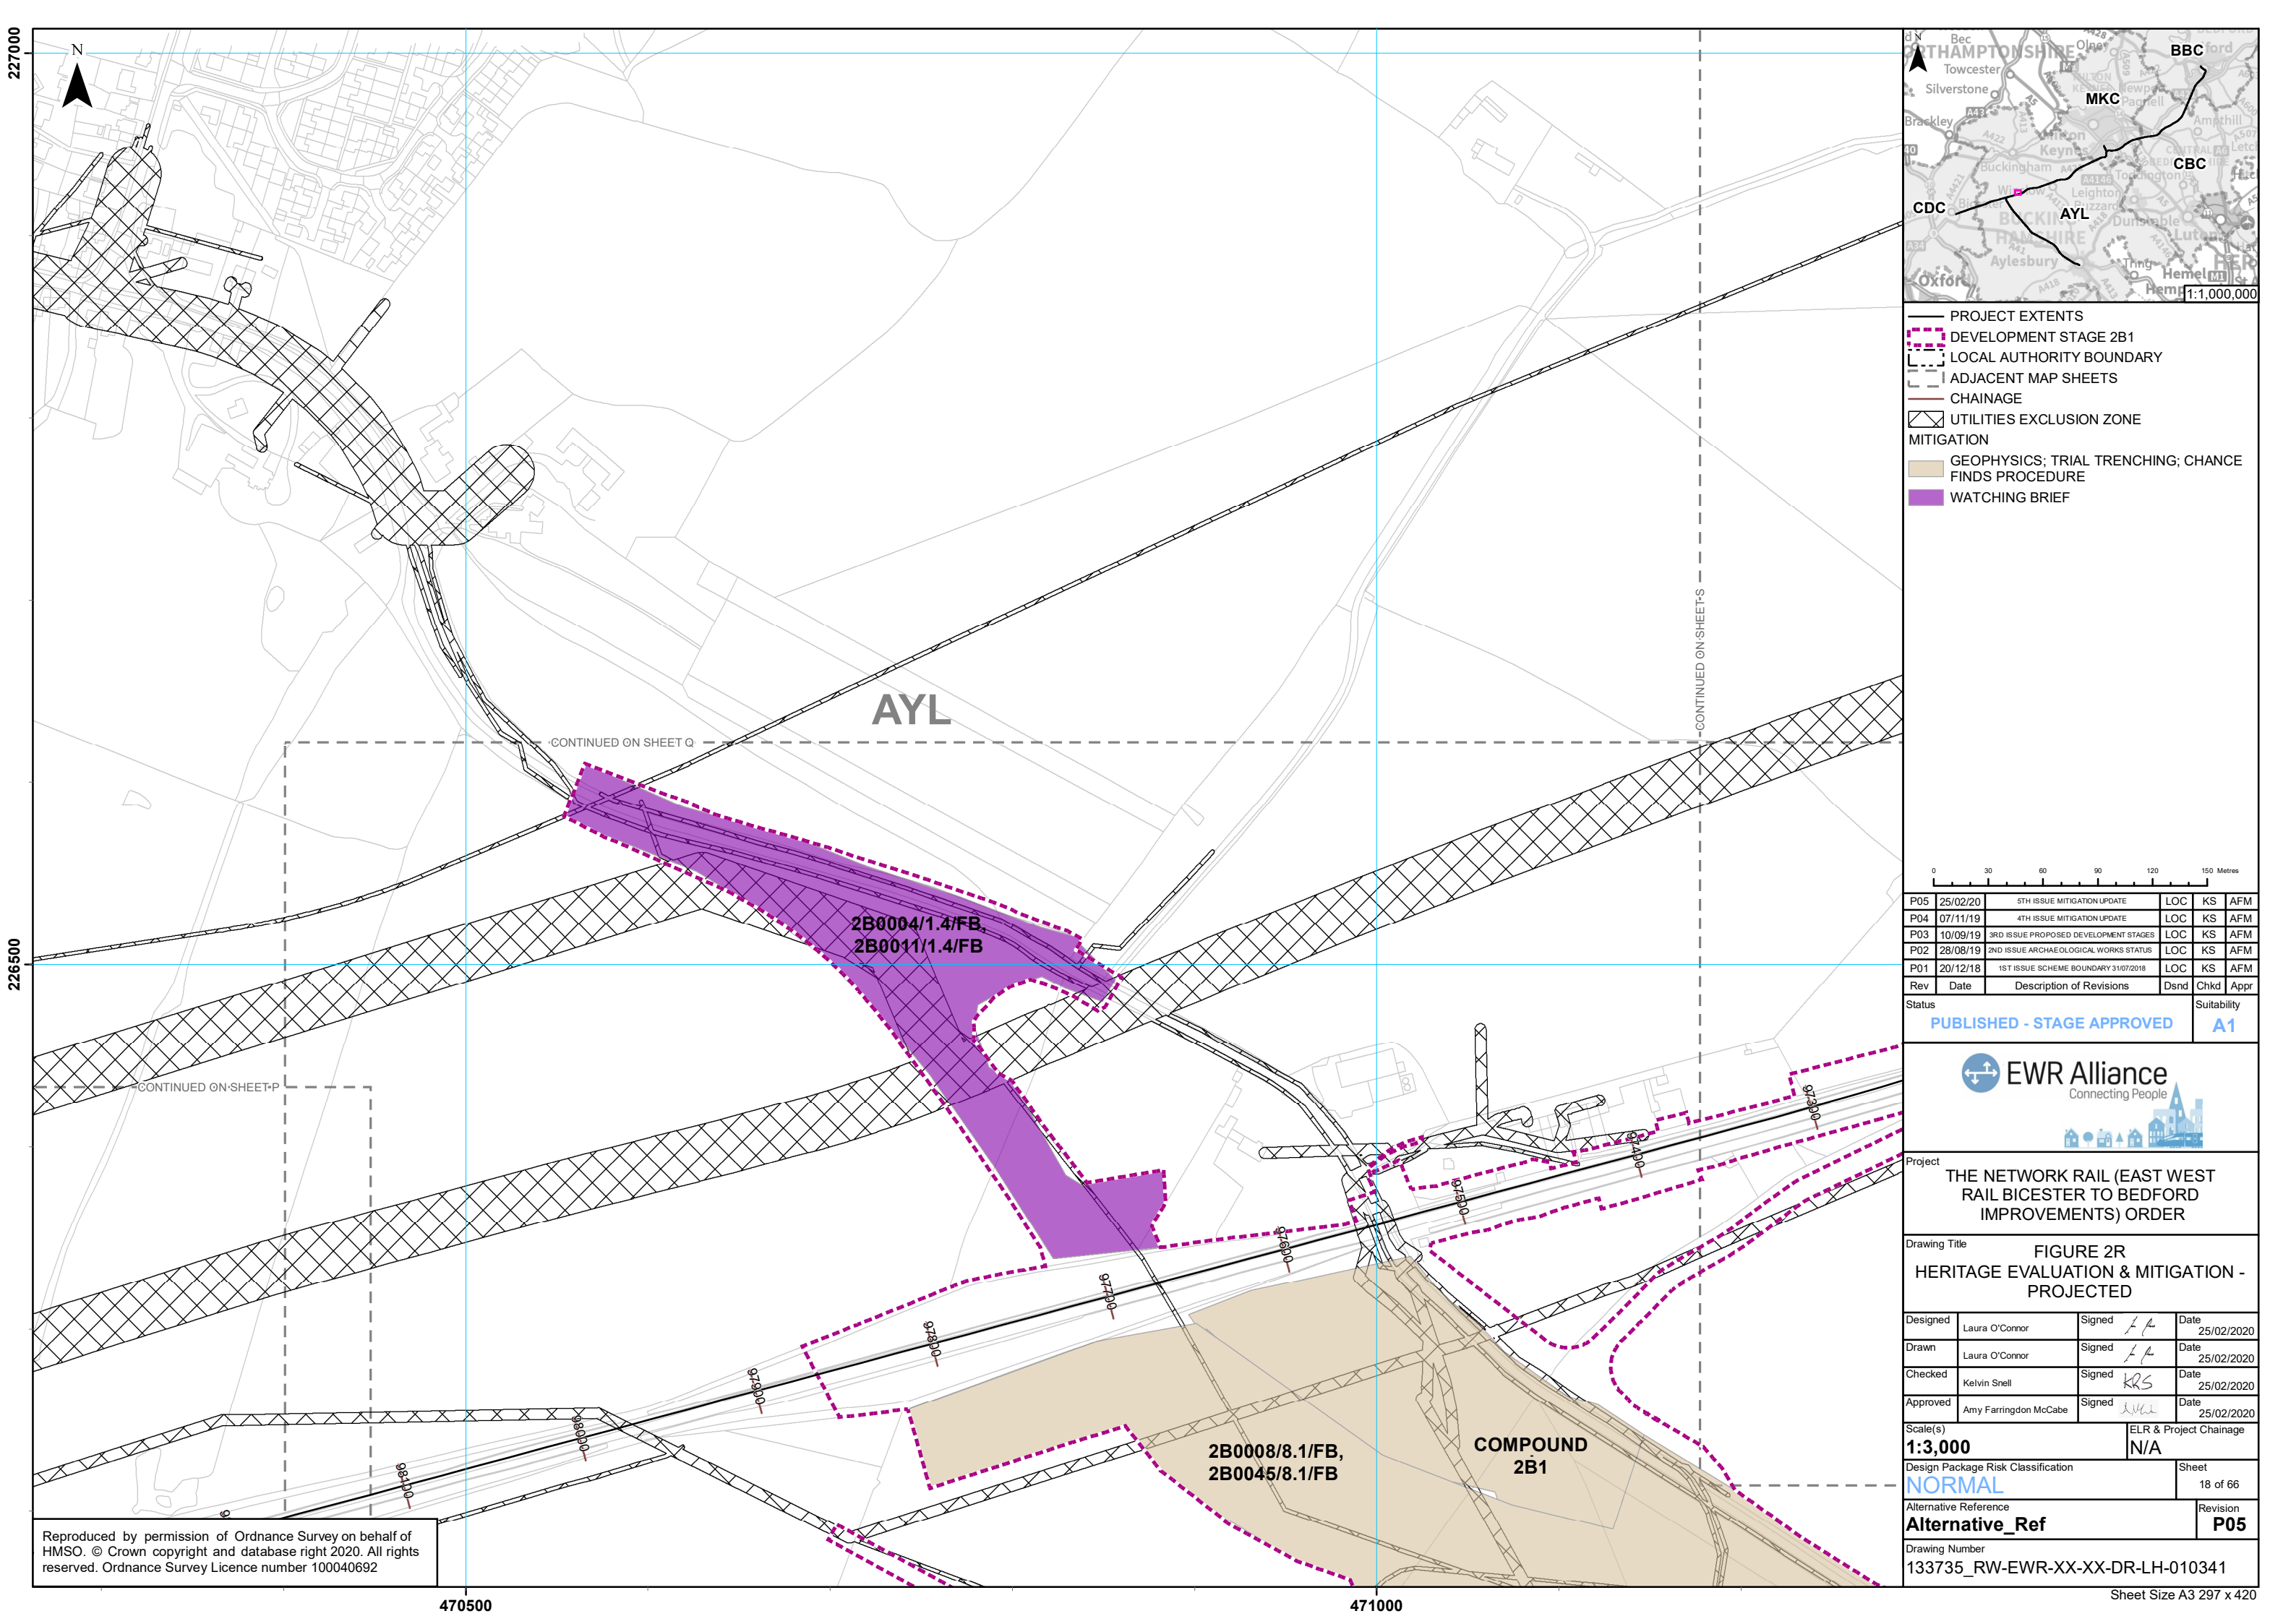 227000
226500
470500
471000
N
AYL
CONTINUED ON SHEET Q
CONTINUED ON SHEET S
CONTINUED ON SHEET P
2B0004/1.4/FB,
2B0011/1.4/FB
2B0008/8.1/FB,
2B0045/8.1/FB
COMPOUND
2B1
97300
97400
97500
97600
97700
97800
97900
98000
98100
Reproduced by permission of Ordnance Survey on behalf of
HMSO. © Crown copyright and database right 2020. All rights
reserved. Ordnance Survey Licence number 100040692
N
BBC
MKC
CBC
CDC
AYL
Towcester
Silverstone
Brackley
Buckingham
Aylesbury
Oxford
Ampthill
Leighton
Buzzard
Dunstable
Tring
Hemel
1:1,000,000
PROJECT EXTENTS
DEVELOPMENT STAGE 2B1
LOCAL AUTHORITY BOUNDARY
ADJACENT MAP SHEETS
CHAINAGE
UTILITIES EXCLUSION ZONE
MITIGATION
GEOPHYSICS; TRIAL TRENCHING; CHANCE
FINDS PROCEDURE
WATCHING BRIEF
0 30 60 90 120 150 Metres
P05 25/02/20 5TH ISSUE MITIGATION UPDATE LOC KS AFM
P04 07/11/19 4TH ISSUE MITIGATION UPDATE LOC KS AFM
P03 10/09/19 3RD ISSUE PROPOSED DEVELOPMENT STAGES LOC KS AFM
P02 28/08/19 2ND ISSUE ARCHAEOLOGICAL WORKS STATUS LOC KS AFM
P01 20/12/18 1ST ISSUE SCHEME BOUNDARY 31/07/2018 LOC KS AFM
Rev Date Description of Revisions Dsnd Chkd Appr
Status
PUBLISHED - STAGE APPROVED
Suitability
A1
EWR Alliance
Connecting People
Project
THE NETWORK RAIL (EAST WEST
RAIL BICESTER TO BEDFORD
IMPROVEMENTS) ORDER
Drawing Title
FIGURE 2R
HERITAGE EVALUATION & MITIGATION -
PROJECTED
Designed Laura O'Connor Signed Date 25/02/2020
Drawn Laura O'Connor Signed Date 25/02/2020
Checked Kelvin Snell Signed KRS Date 25/02/2020
Approved Amy Farringdon McCabe Signed Date 25/02/2020
Scale(s)
1:3,000
ELR & Project Chainage
N/A
Design Package Risk Classification
NORMAL
Sheet
18 of 66
Alternative Reference
Alternative_Ref
Revision
P05
Drawing Number
133735_RW-EWR-XX-XX-DR-LH-010341
Sheet Size A3 297 x 420